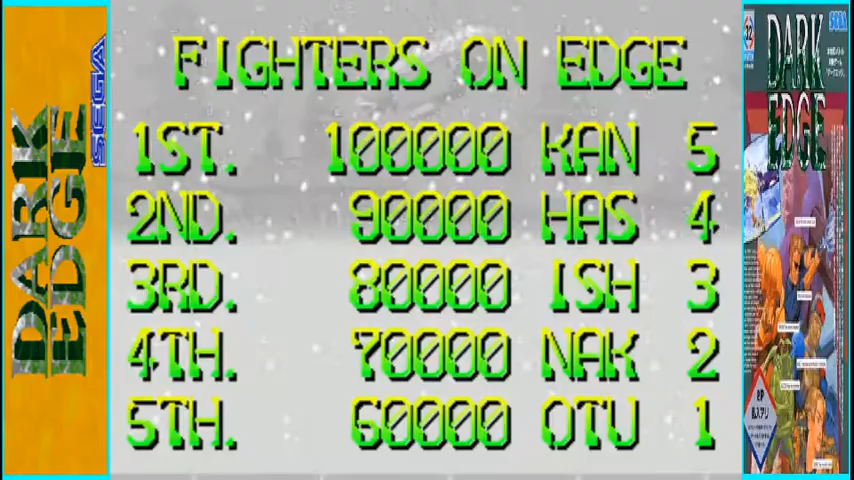 FIGHTERS ON EDGE
1ST. 100000 KAN 5
2ND. 90000 HAS 4
3RD. 80000 ISH 3
4TH. 70000 NAK 2
5TH. 60000 OTU 1
DARK EDGE
SEGA
SEGA
DARK
EDGE